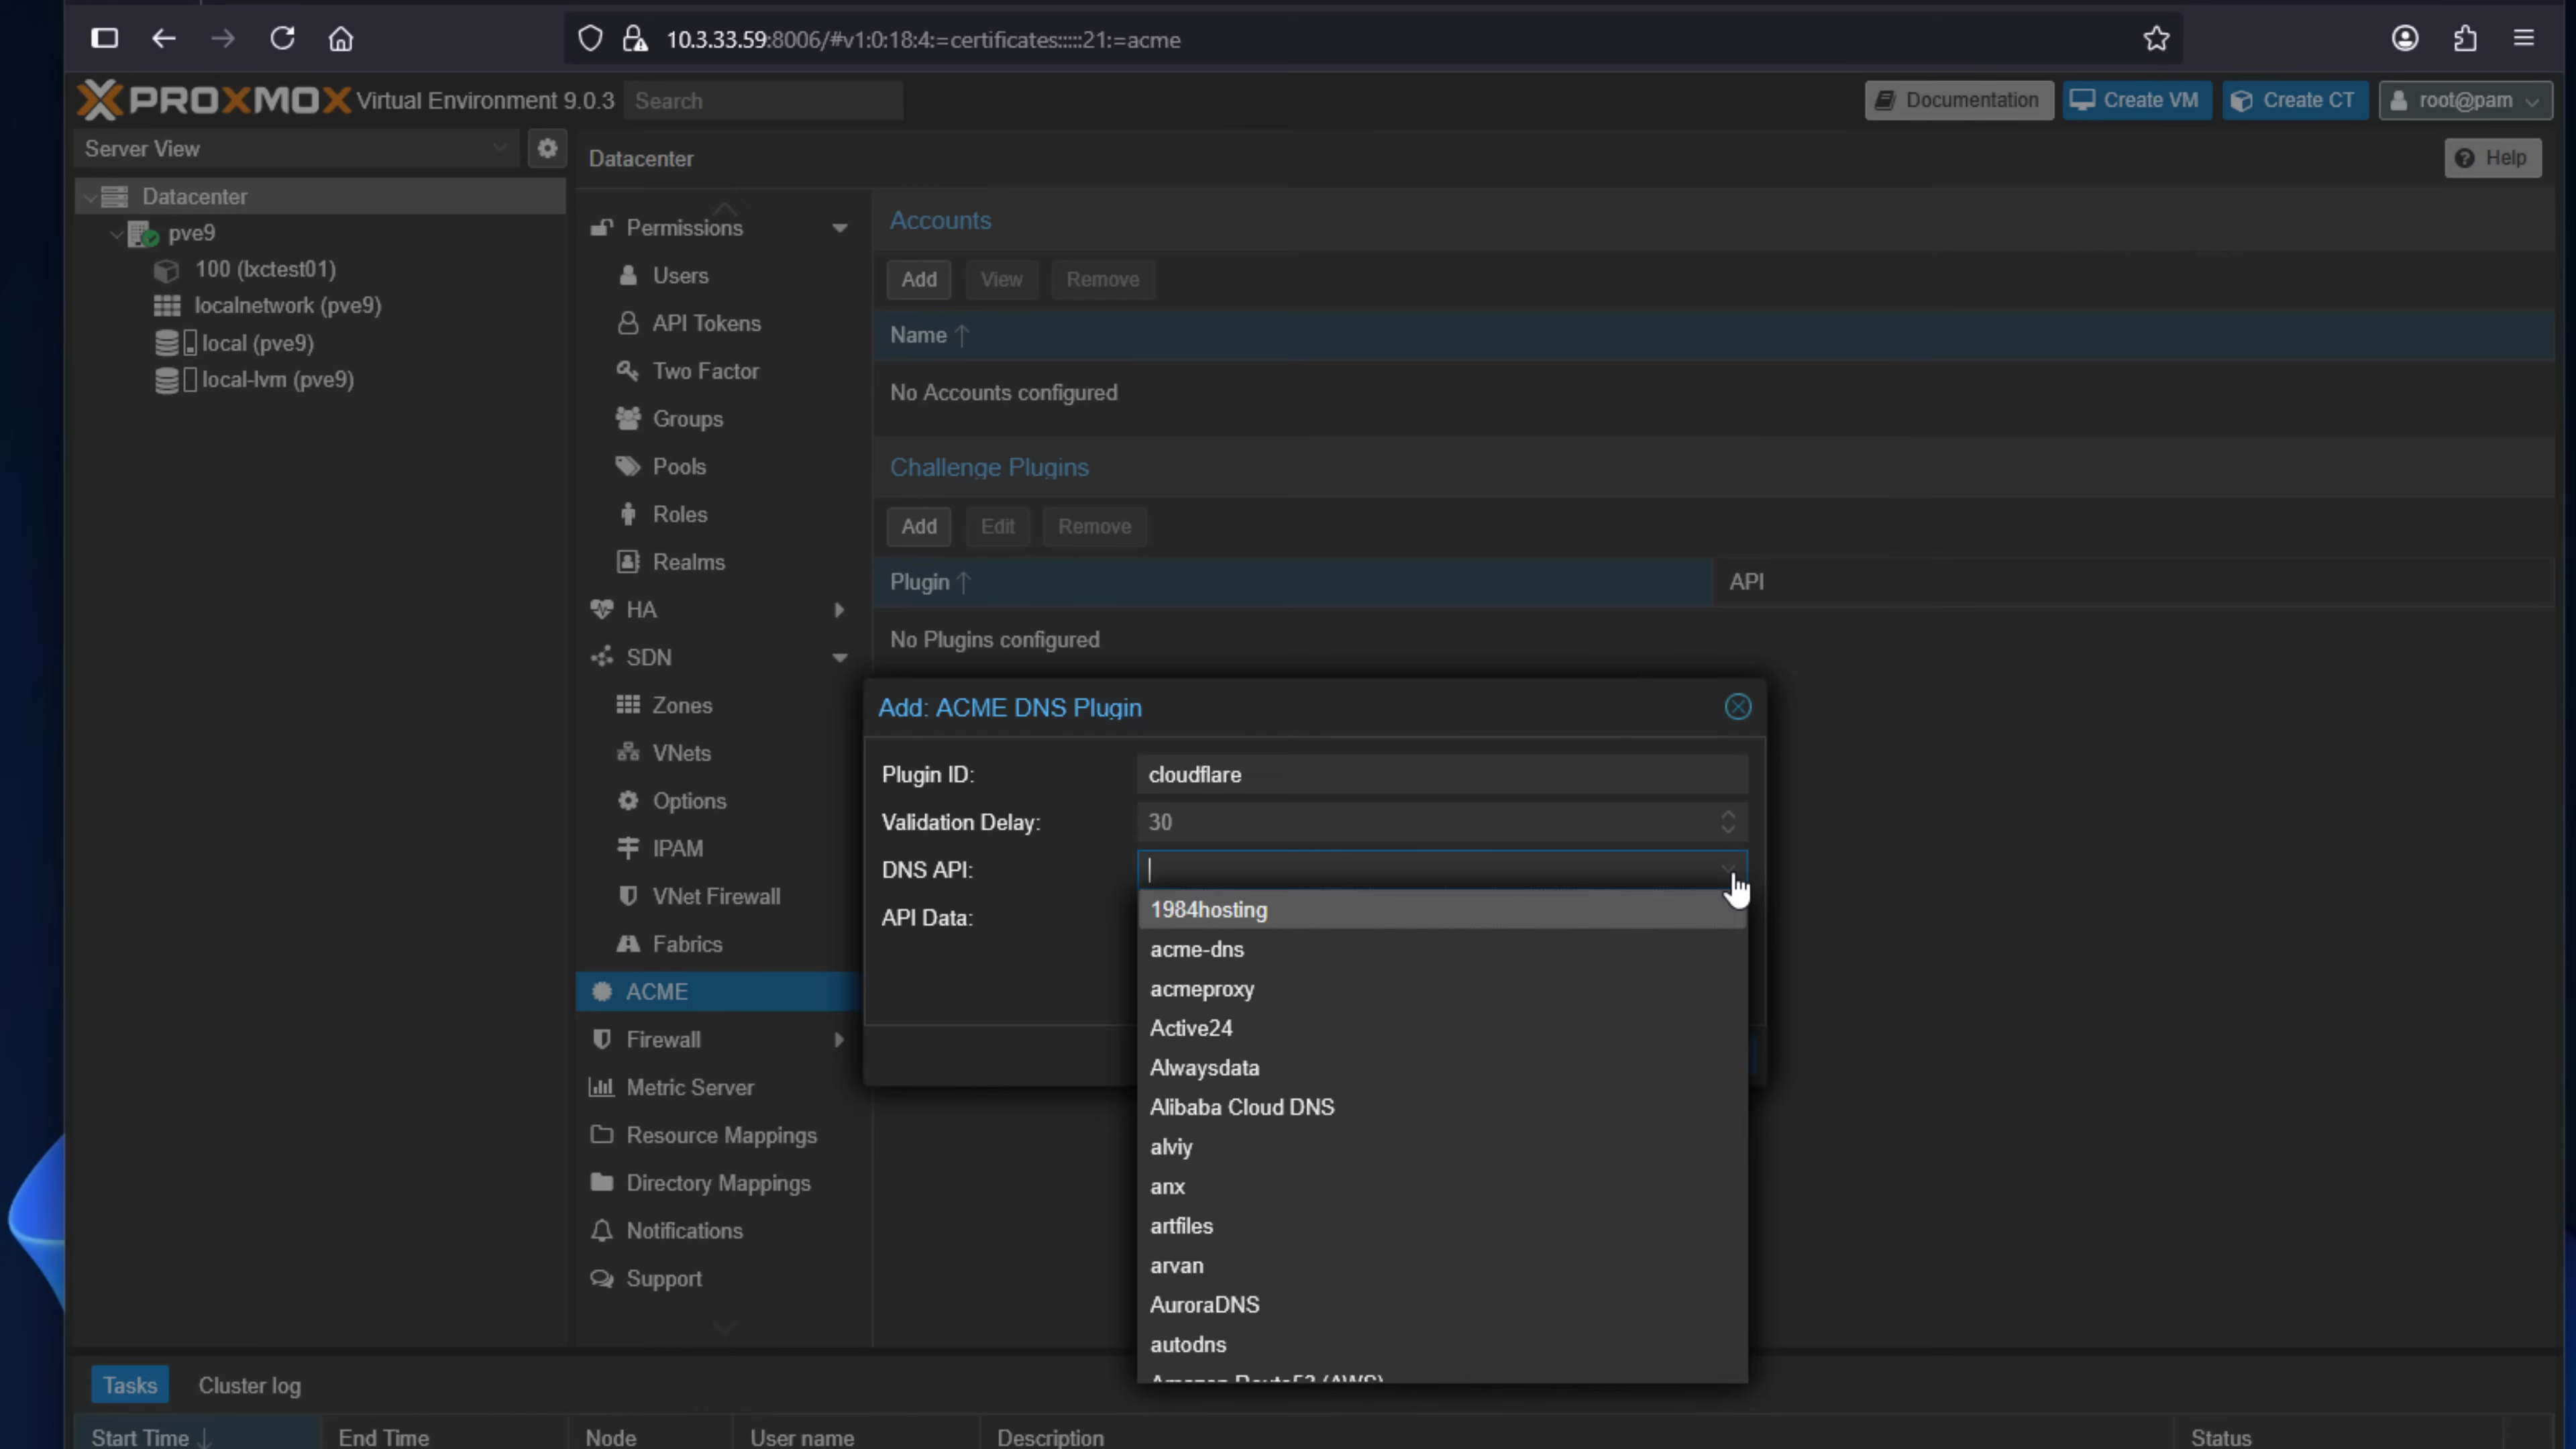 10.3.33.59:8006/#v1:0:18:4:=certificates:::::21:=acme
PROXMOX Virtual Environment 9.0.3 Search
Documentation Create VM Create CT root@pam
Server View
Datacenter
pve9
100 (lxctest01)
localnetwork (pve9)
local (pve9)
local-lvm (pve9)
Datacenter
Help
Permissions
Users
API Tokens
Two Factor
Groups
Pools
Roles
Realms
HA
SDN
Zones
VNets
Options
IPAM
VNet Firewall
Fabrics
ACME
Firewall
Metric Server
Resource Mappings
Directory Mappings
Notifications
Support
Accounts
Add View Remove
Name
No Accounts configured
Challenge Plugins
Add Edit Remove
Plugin API
No Plugins configured
Add: ACME DNS Plugin
Plugin ID: cloudflare
Validation Delay: 30
DNS API:
API Data:
1984hosting
acme-dns
acmeproxy
Active24
Alwaysdata
Alibaba Cloud DNS
alviy
anx
artfiles
arvan
AuroraDNS
autodns
Amazon Route53 (AWS)
Tasks Cluster log
Start Time End Time Node User name Description Status